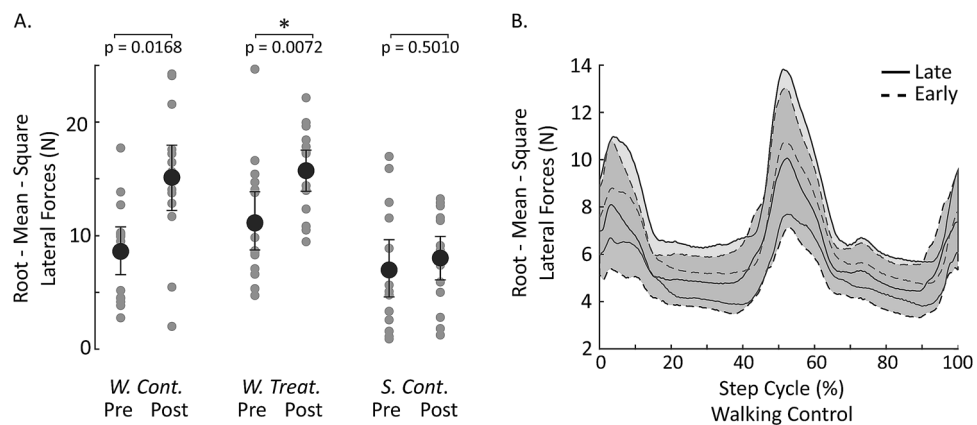 A.
*
p = 0.0168 p = 0.0072 p = 0.5010
Root - Mean - Square
Lateral Forces (N)
20
10
0
W. Cont. W. Treat. S. Cont.
Pre Post Pre Post Pre Post
B.
Root - Mean - Square
Lateral Forces (N)
14
12
10
8
6
4
2
Late
Early
0 20 40 60 80 100
Step Cycle (%)
Walking Control